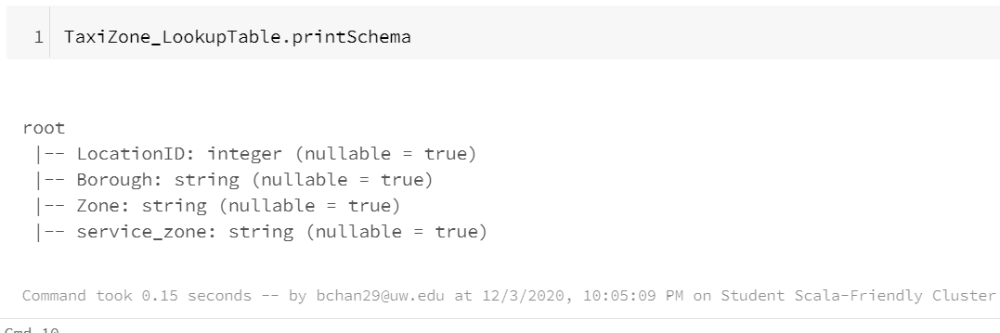 1 TaxiZone_LookupTable.printSchema
root
|-- LocationID: integer (nullable = true)
|-- Borough: string (nullable = true)
|-- Zone: string (nullable = true)
|-- service_zone: string (nullable = true)
Command took 0.15 seconds -- by bchan29@uw.edu at 12/3/2020, 10:05:09 PM on Student Scala-Friendly Cluster
Cmd 10